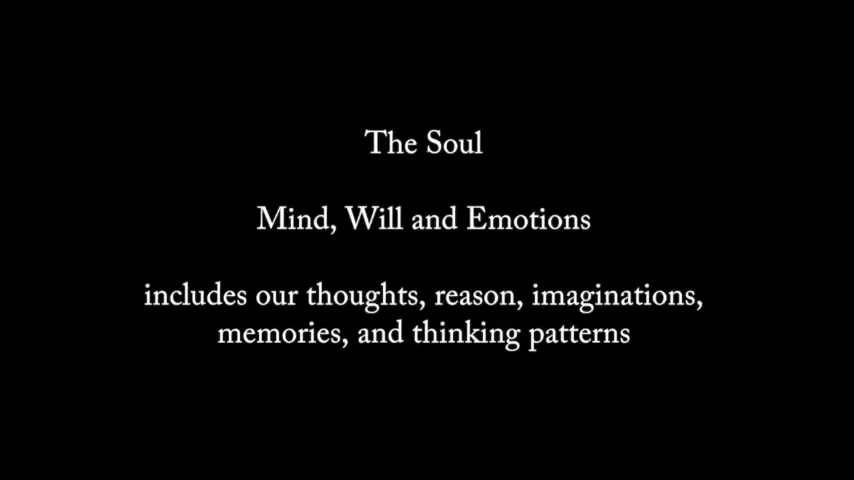 The Soul
Mind, Will and Emotions
includes our thoughts, reason, imaginations,
memories, and thinking patterns